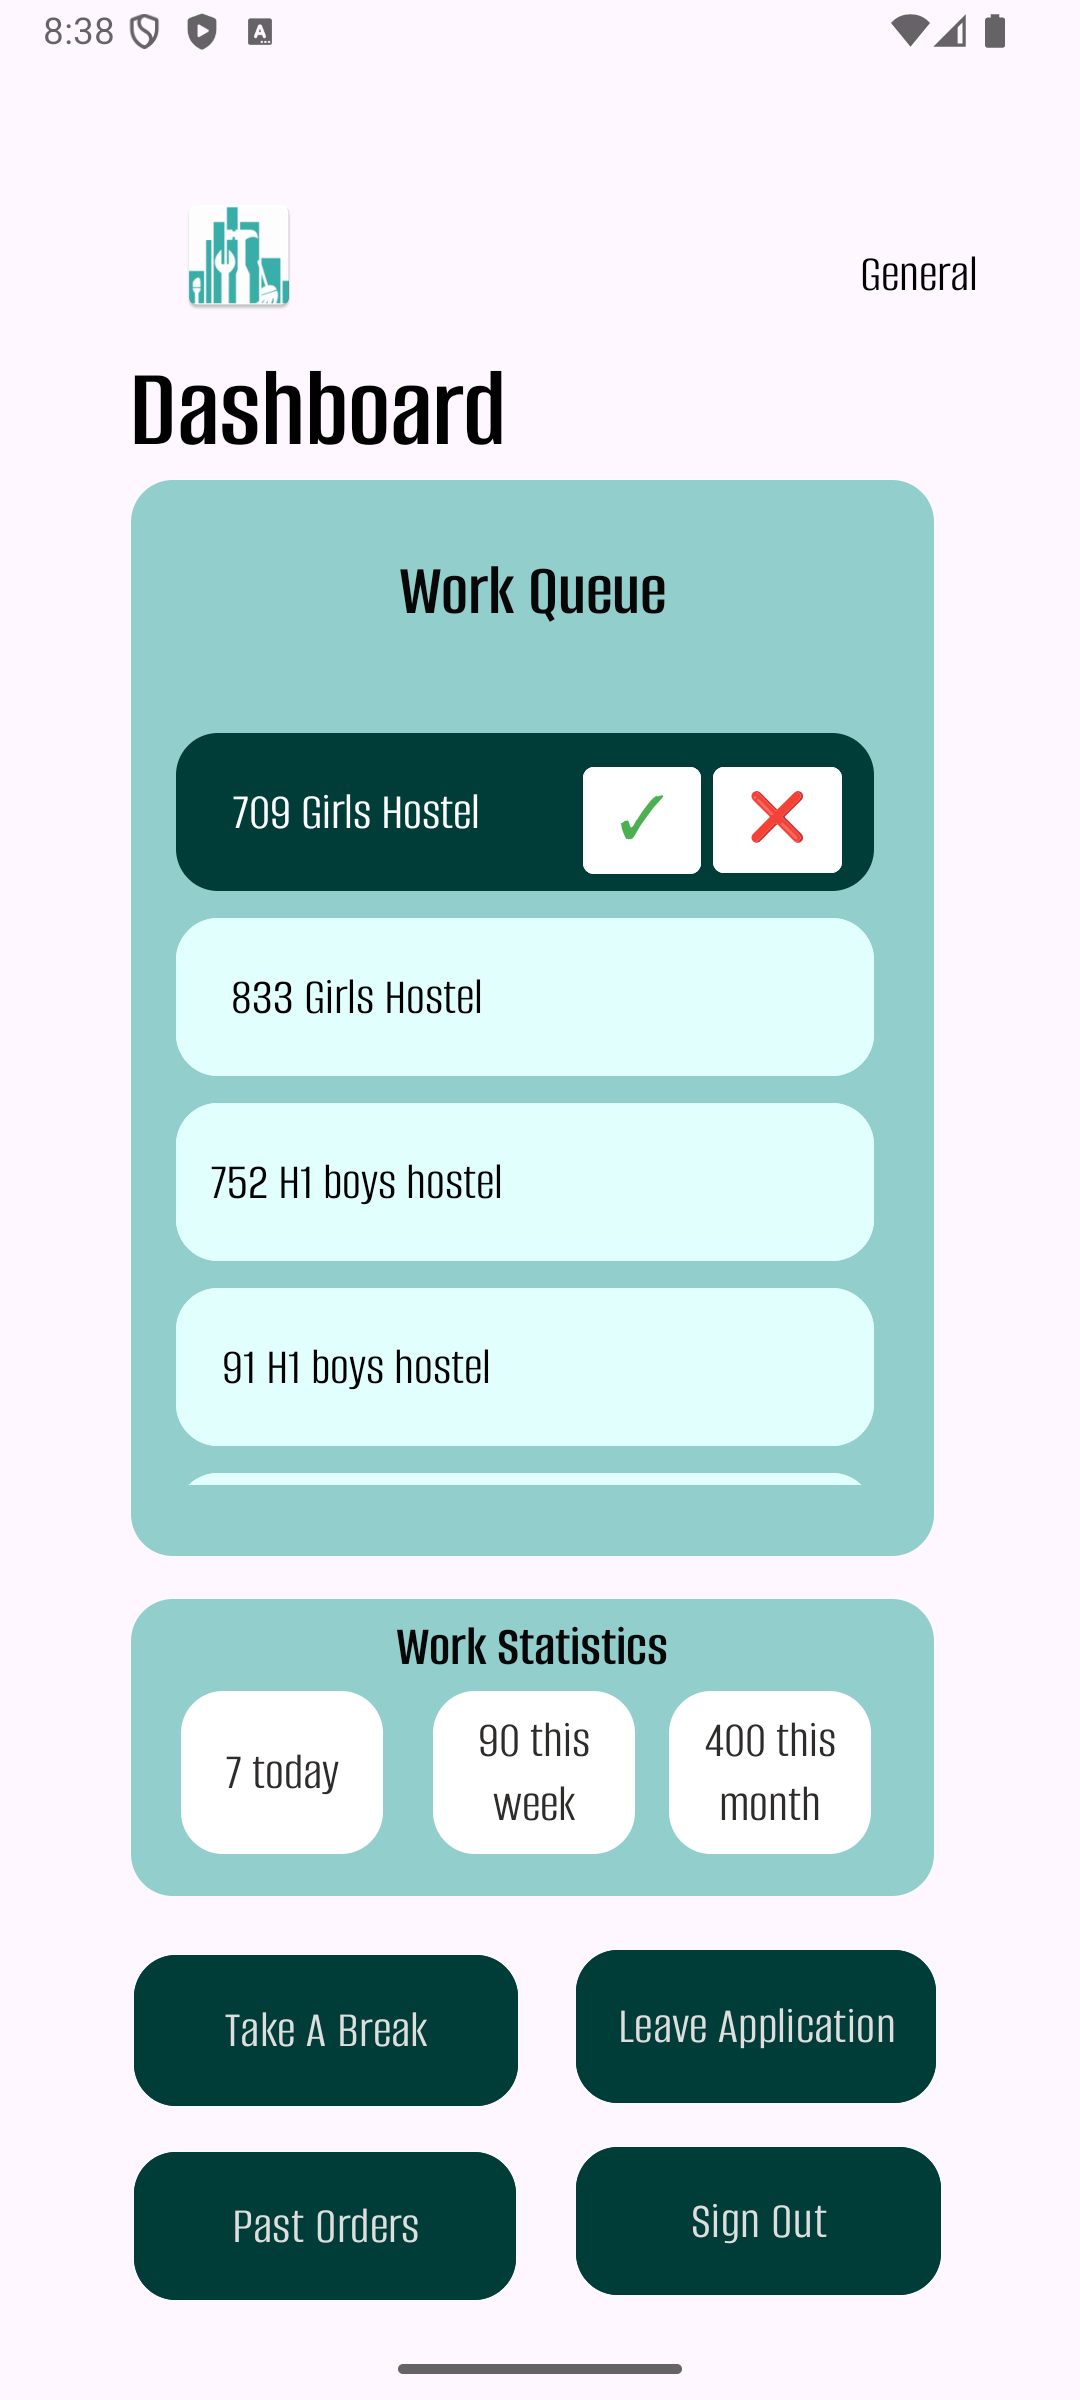 8:38
General
Dashboard
Work Queue
709 Girls Hostel
833 Girls Hostel
752 H1 boys hostel
91 H1 boys hostel
Work Statistics
7 today
90 this
week
400 this
month
Take A Break
Leave Application
Past Orders
Sign Out